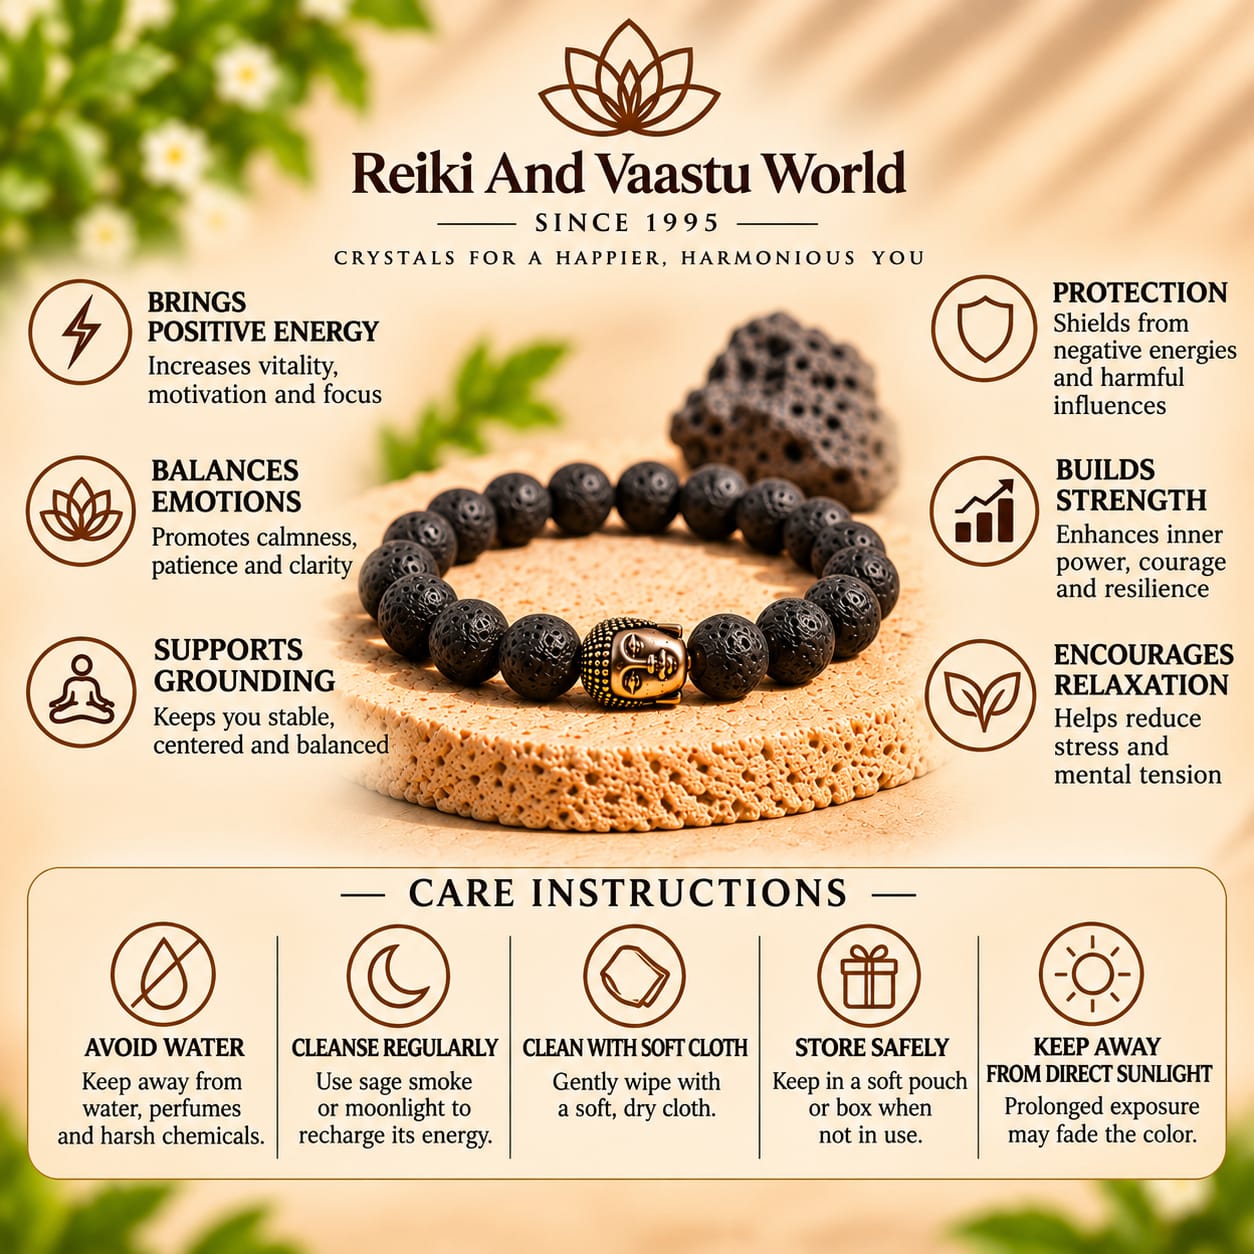 Reiki And Vaastu World
SINCE 1995
CRYSTALS FOR A HAPPIER, HARMONIOUS YOU
BRINGS
POSITIVE ENERGY
Increases vitality,
motivation and focus
BALANCES
EMOTIONS
Promotes calmness,
patience and clarity
SUPPORTS
GROUNDING
Keeps you stable,
centered and balanced
PROTECTION
Shields from
negative energies
and harmful
influences
BUILDS
STRENGTH
Enhances inner
power, courage
and resilience
ENCOURAGES
RELAXATION
Helps reduce
stress and
mental tension
CARE INSTRUCTIONS
AVOID WATER
Keep away from
water, perfumes
and harsh chemicals.
CLEANSE REGULARLY
Use sage smoke
or moonlight to
recharge its energy.
CLEAN WITH SOFT CLOTH
Gently wipe with
a soft, dry cloth.
STORE SAFELY
Keep in a soft pouch
or box when
not in use.
KEEP AWAY
FROM DIRECT SUNLIGHT
Prolonged exposure
may fade the color.